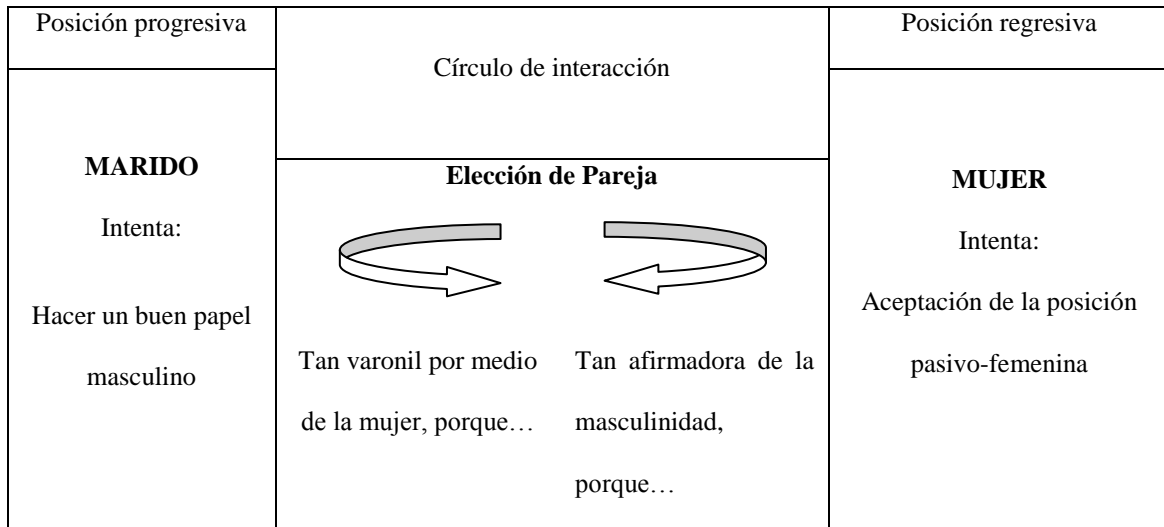 Posición progresiva
Círculo de interacción
Posición regresiva
MARIDO
Intenta:
Hacer un buen papel
masculino
Elección de Pareja
Tan varonil por medio
de la mujer, porque…
Tan afirmadora de la
masculinidad,
porque…
MUJER
Intenta:
Aceptación de la posición
pasivo-femenina